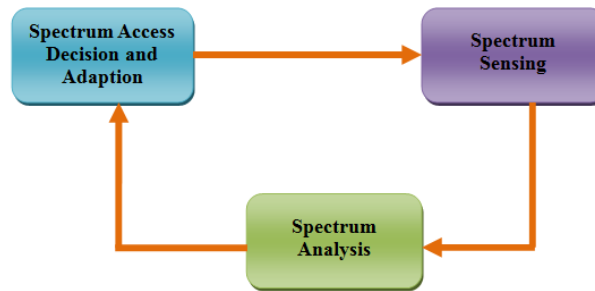 Spectrum Access
Decision and
Adaption
Spectrum
Sensing
Spectrum
Analysis